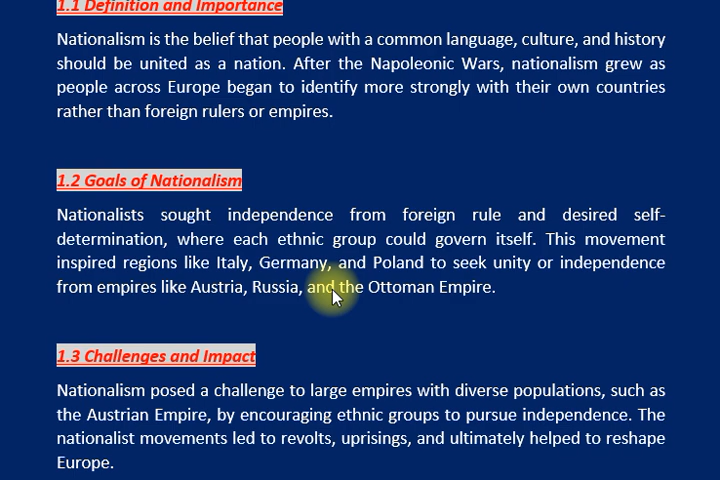 1.1 Definition and Importance
Nationalism is the belief that people with a common language, culture, and history
should be united as a nation. After the Napoleonic Wars, nationalism grew as
people across Europe began to identify more strongly with their own countries
rather than foreign rulers or empires.
1.2 Goals of Nationalism
Nationalists sought independence from foreign rule and desired self-
determination, where each ethnic group could govern itself. This movement
inspired regions like Italy, Germany, and Poland to seek unity or independence
from empires like Austria, Russia, and the Ottoman Empire.
1.3 Challenges and Impact
Nationalism posed a challenge to large empires with diverse populations, such as
the Austrian Empire, by encouraging ethnic groups to pursue independence. The
nationalist movements led to revolts, uprisings, and ultimately helped to reshape
Europe.